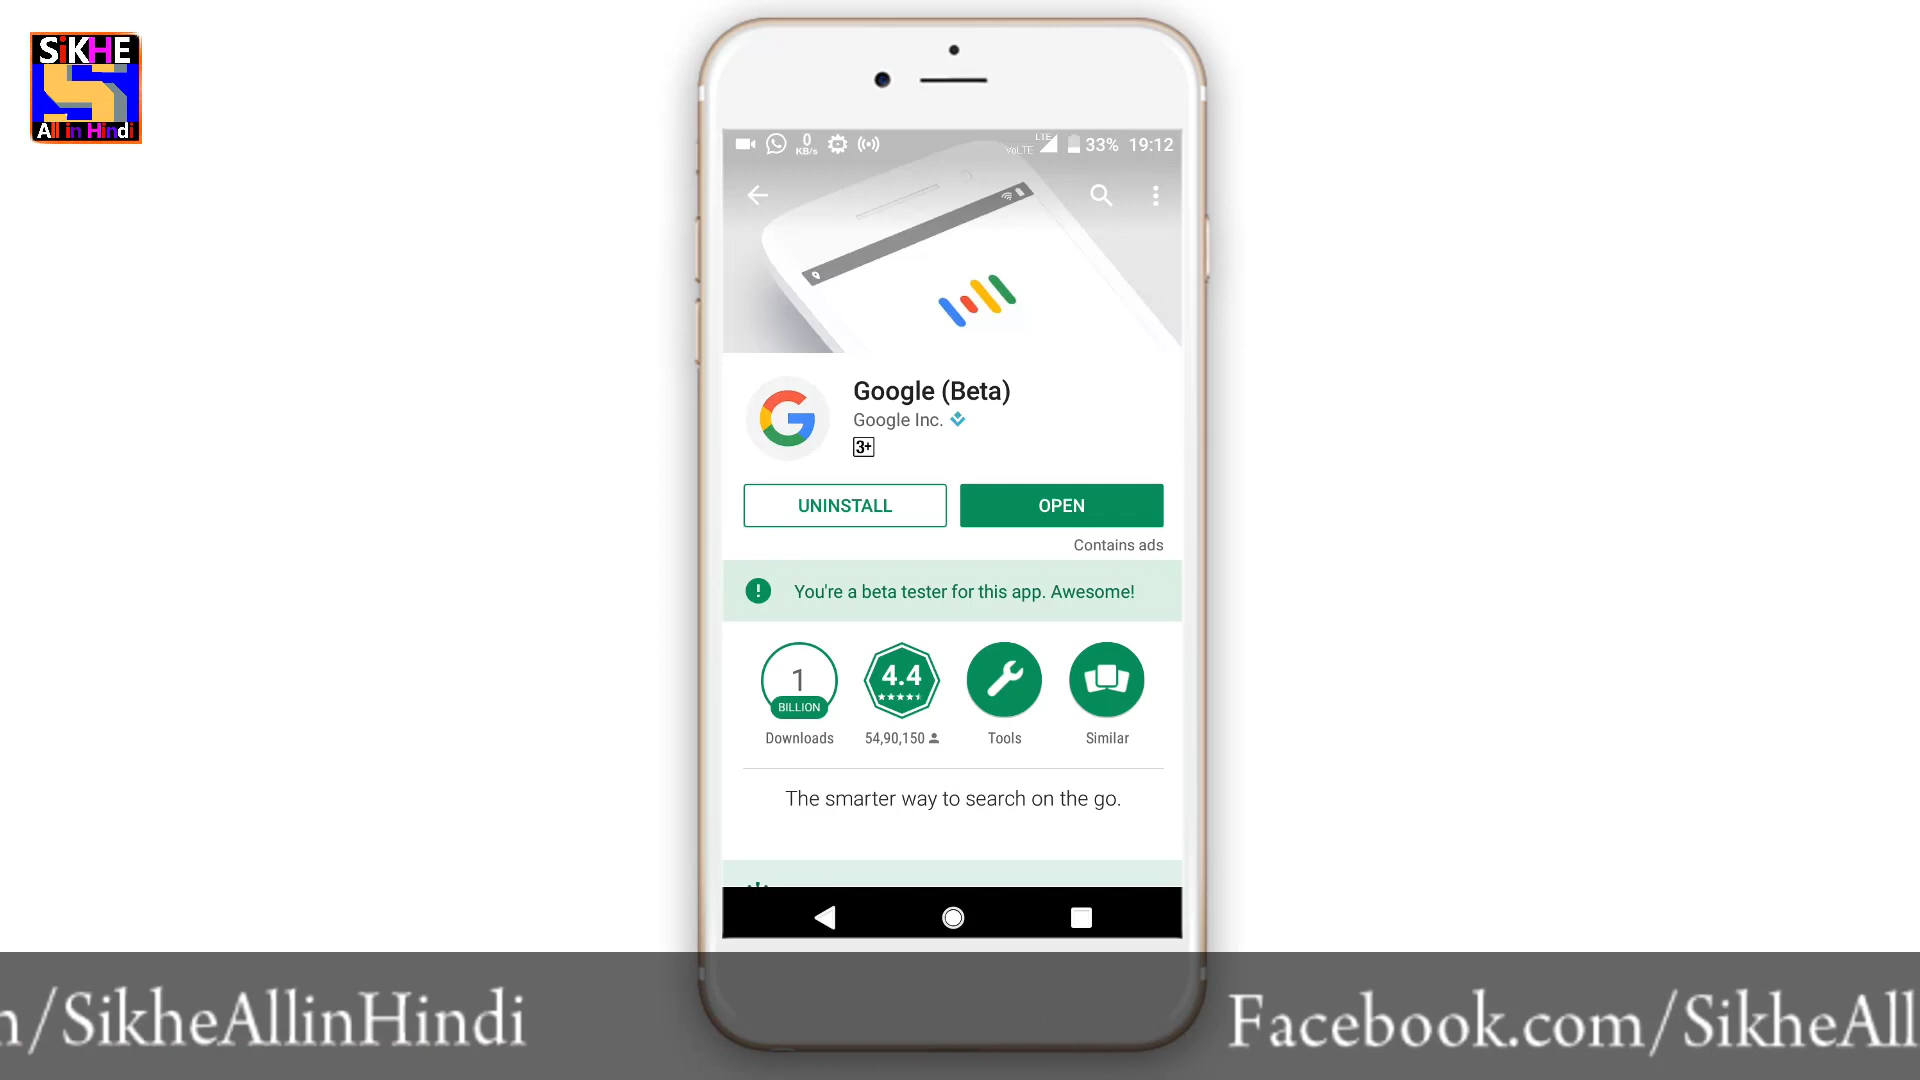 SiKHE
All in Hindi
0
KB/s
VoLTE LTE 33% 19:12
Google (Beta)
Google Inc.
3+
UNINSTALL
OPEN
Contains ads
You're a beta tester for this app. Awesome!
1
BILLION
4.4
Downloads
54,90,150
Tools
Similar
The smarter way to search on the go.
n/SikheAllinHindi
Facebook.com/SikheAll